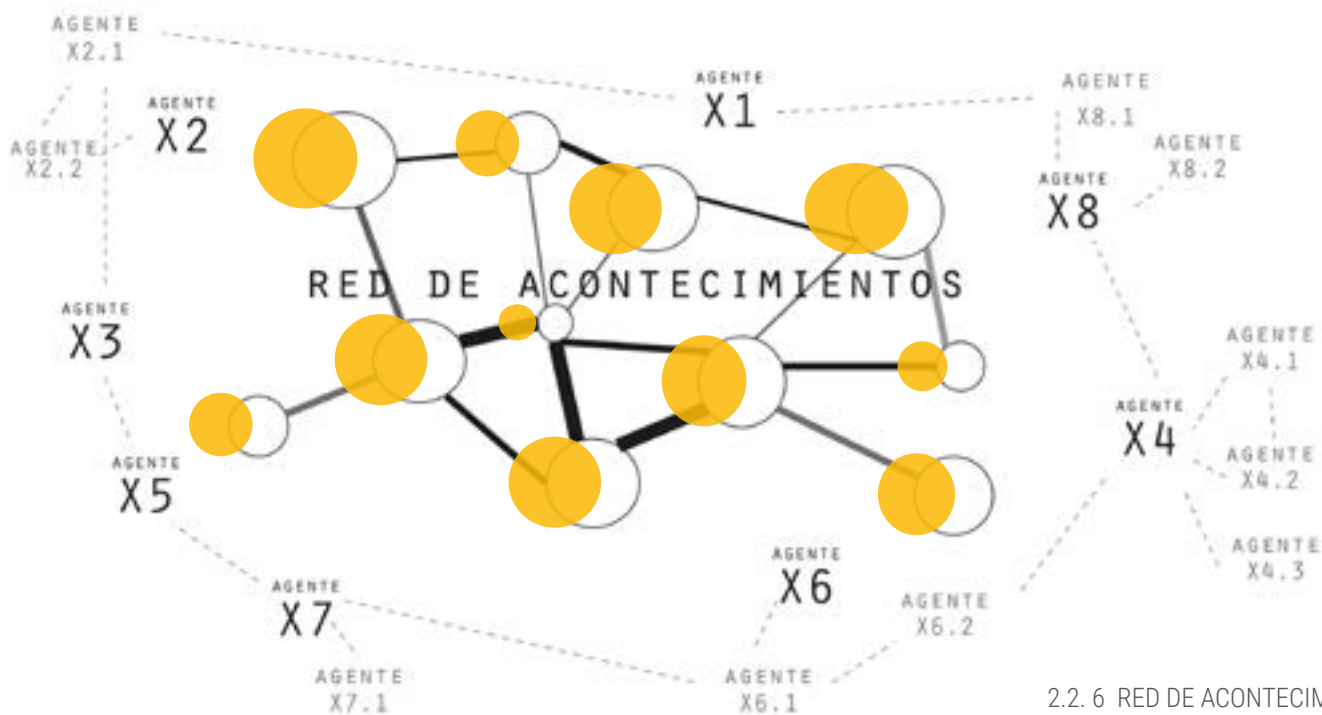 AGENTE
X2.1
AGENTE
X1
AGENTE
X8.1
AGENTE
X2
AGENTE
X2.2
AGENTE
X8.2
AGENTE
X8
RED DE ACONTECIMIENTOS
AGENTE
X3
AGENTE
X4.1
AGENTE
X4
AGENTE
X5
AGENTE
X4.2
AGENTE
X4.3
AGENTE
X6
AGENTE
X7
AGENTE
X6.2
AGENTE
X7.1
AGENTE
X6.1
2.2. 6 RED DE ACONTECIM